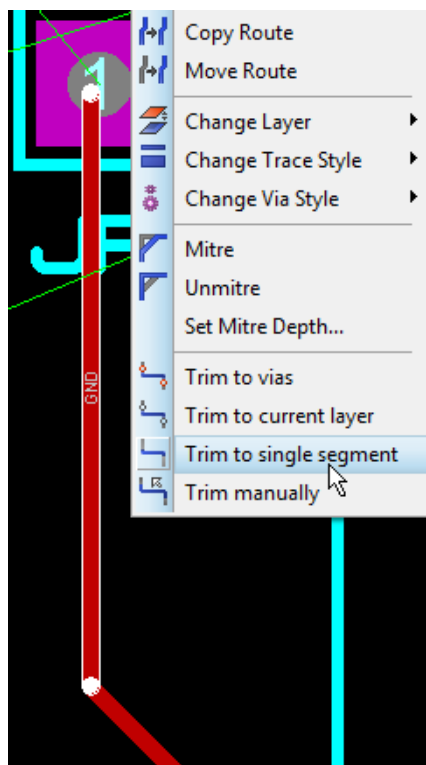 1
Copy Route
Move Route
Change Layer
Change Trace Style
Change Via Style
Mitre
Unmitre
Set Mitre Depth...
GND
Trim to vias
Trim to current layer
Trim to single segment
Trim manually